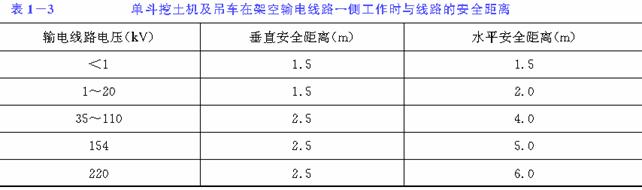 表1-3 单斗挖土机及吊车在架空输电线路一侧工作时与线路的安全距离
输电线路电压(kV) 垂直安全距离(m) 水平安全距离(m)
<1 1.5 1.5
1~20 1.5 2.0
35~110 2.5 4.0
154 2.5 5.0
220 2.5 6.0